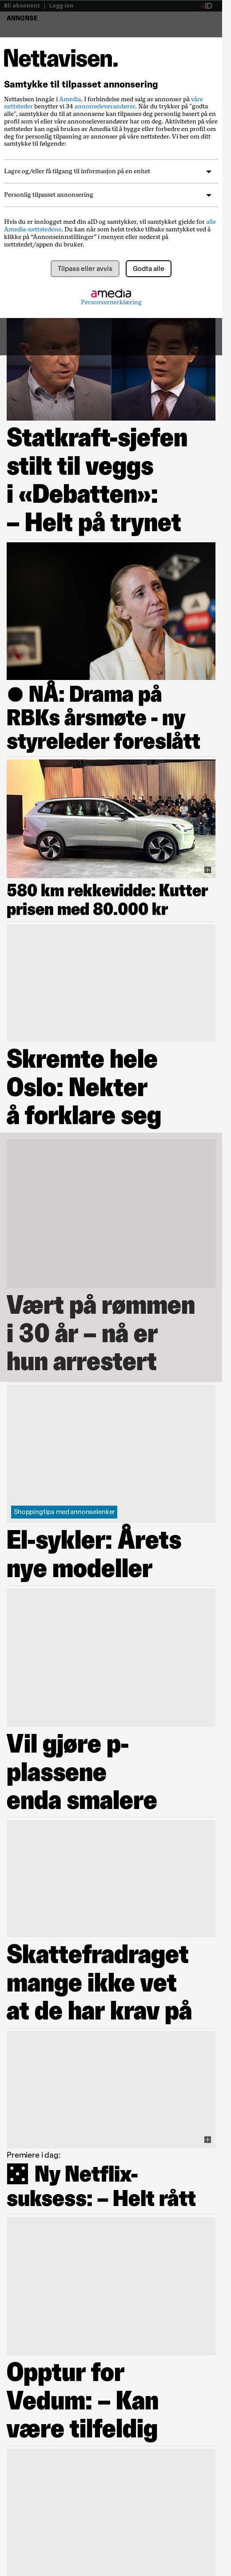 Bli abonnent | Logg inn
aID
ANNONSE
Nettavisen.
Samtykke til tilpasset annonsering
Nettavisen inngår i Amedia. I forbindelse med salg av annonser på våre
nettsteder benytter vi 34 annonseleverandører. Når du trykker på "godta
alle", samtykker du til at annonsene kan tilpasses deg personlig basert på en
profil som vi eller våre annonseleverandører har om deg. Aktiviteten på våre
nettsteder kan også brukes av Amedia til å bygge eller forbedre en profil om
deg for personlig tilpasning av annonser på våre nettsteder. Vi ber om ditt
samtykke til følgende:
Lagre og/eller få tilgang til informasjon på en enhet
Personlig tilpasset annonsering
Hvis du er innlogget med din aID og samtykker, vil samtykket gjelde for alle
Amedia-nettstedene. Du kan når som helst trekke tilbake samtykket ved å
klikke på "Annonseinnstillinger" i menyen eller nederst på
nettstedet/appen du bruker.
Tilpass eller avvis
Godta alle
amedia
Personvernerklæring
Statkraft-sjefen
stilt til veggs
i «Debatten»:
– Helt på trynet
NÅ: Drama på
RBKs årsmøte - ny
styreleder foreslått
580 km rekkevidde: Kutter
prisen med 80.000 kr
Skremte hele
Oslo: Nekter
å forklare seg
Vært på rømmen
i 30 år – nå er
hun arrestert
Shoppingtips med annonselenker
El-sykler: Årets
nye modeller
Vil gjøre p-
plassene
enda smalere
Skattefradraget
mange ikke vet
at de har krav på
Premiere i dag:
Ny Netflix-
suksess: – Helt rått
Opptur for
Vedum: – Kan
være tilfeldig